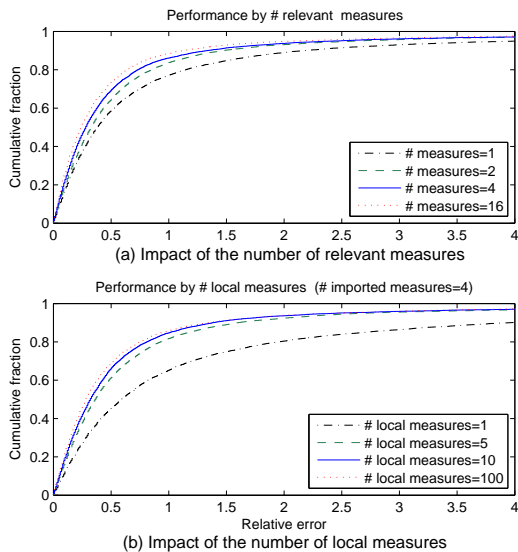 Performance by # relevant measures
1
0.8
0.6
0.4
0.2
0
Cumulative fraction
# measures=1
# measures=2
# measures=4
# measures=16
0 0.5 1 1.5 2 2.5 3 3.5 4
(a) Impact of the number of relevant measures
Performance by # local measures (# imported measures=4)
1
0.8
0.6
0.4
0.2
0
Cumulative fraction
# local measures=1
# local measures=5
# local measures=10
# local measures=100
0 0.5 1 1.5 2 2.5 3 3.5 4
Relative error
(b) Impact of the number of local measures